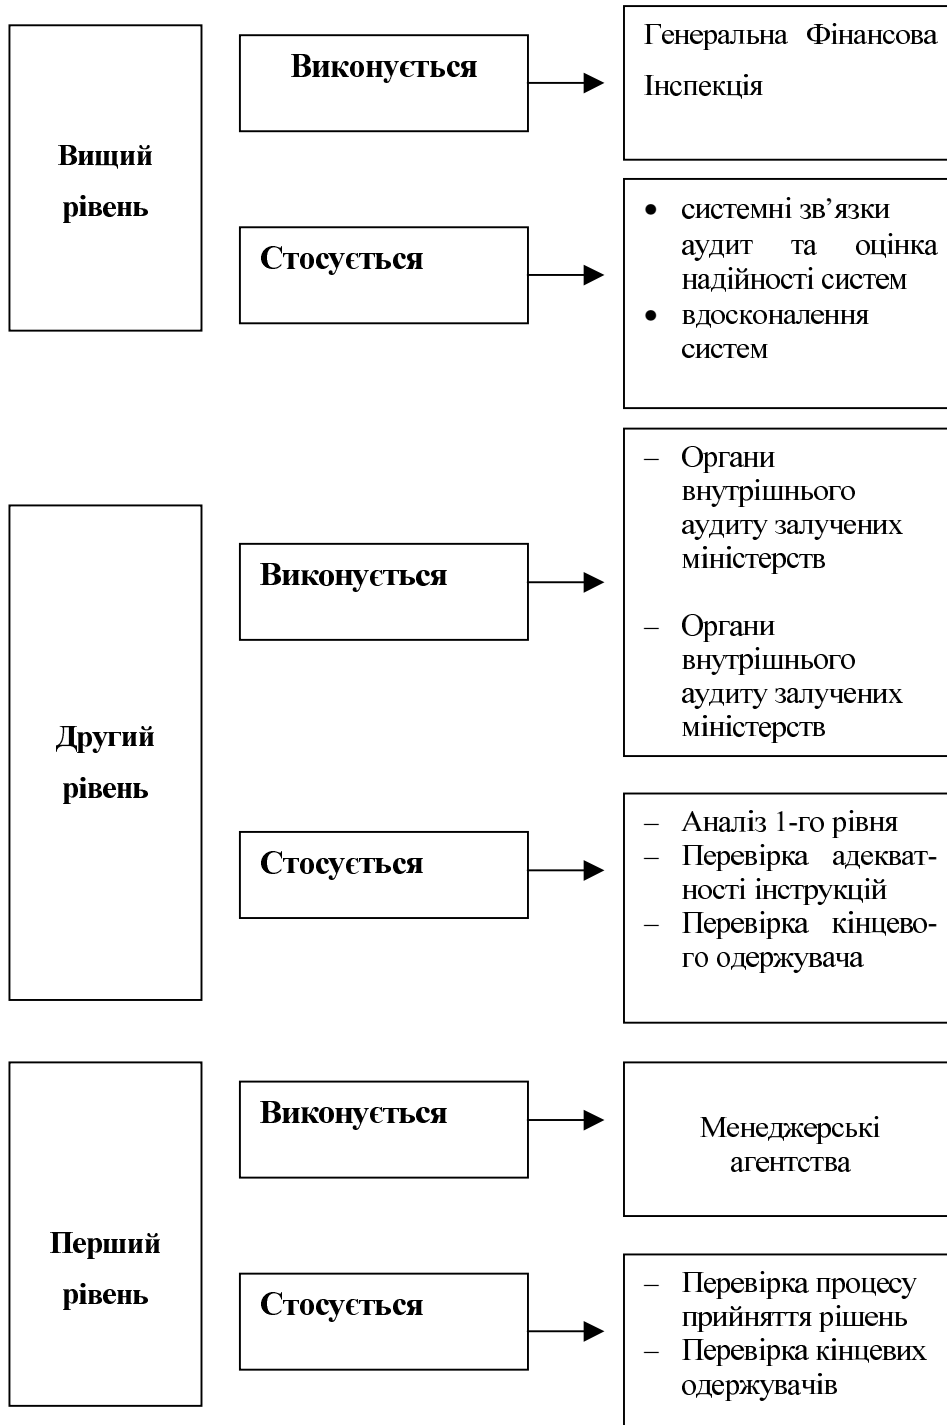 Вищий
рівень
Виконується
Генеральна Фінансова
Інспекція
Стосується
• системні зв’язки
аудит та оцінка
надійності систем
• вдосконалення
систем
Другий
рівень
Виконується
– Органи
внутрішнього
аудиту залучених
міністерств
– Органи
внутрішнього
аудиту залучених
міністерств
Стосується
– Аналіз 1-го рівня
– Перевірка адекват-
ності інструкцій
– Перевірка кінцево-
го одержувача
Перший
рівень
Виконується
Менеджерські
агентства
Стосується
– Перевірка процесу
прийняття рішень
– Перевірка кінцевих
одержувачів